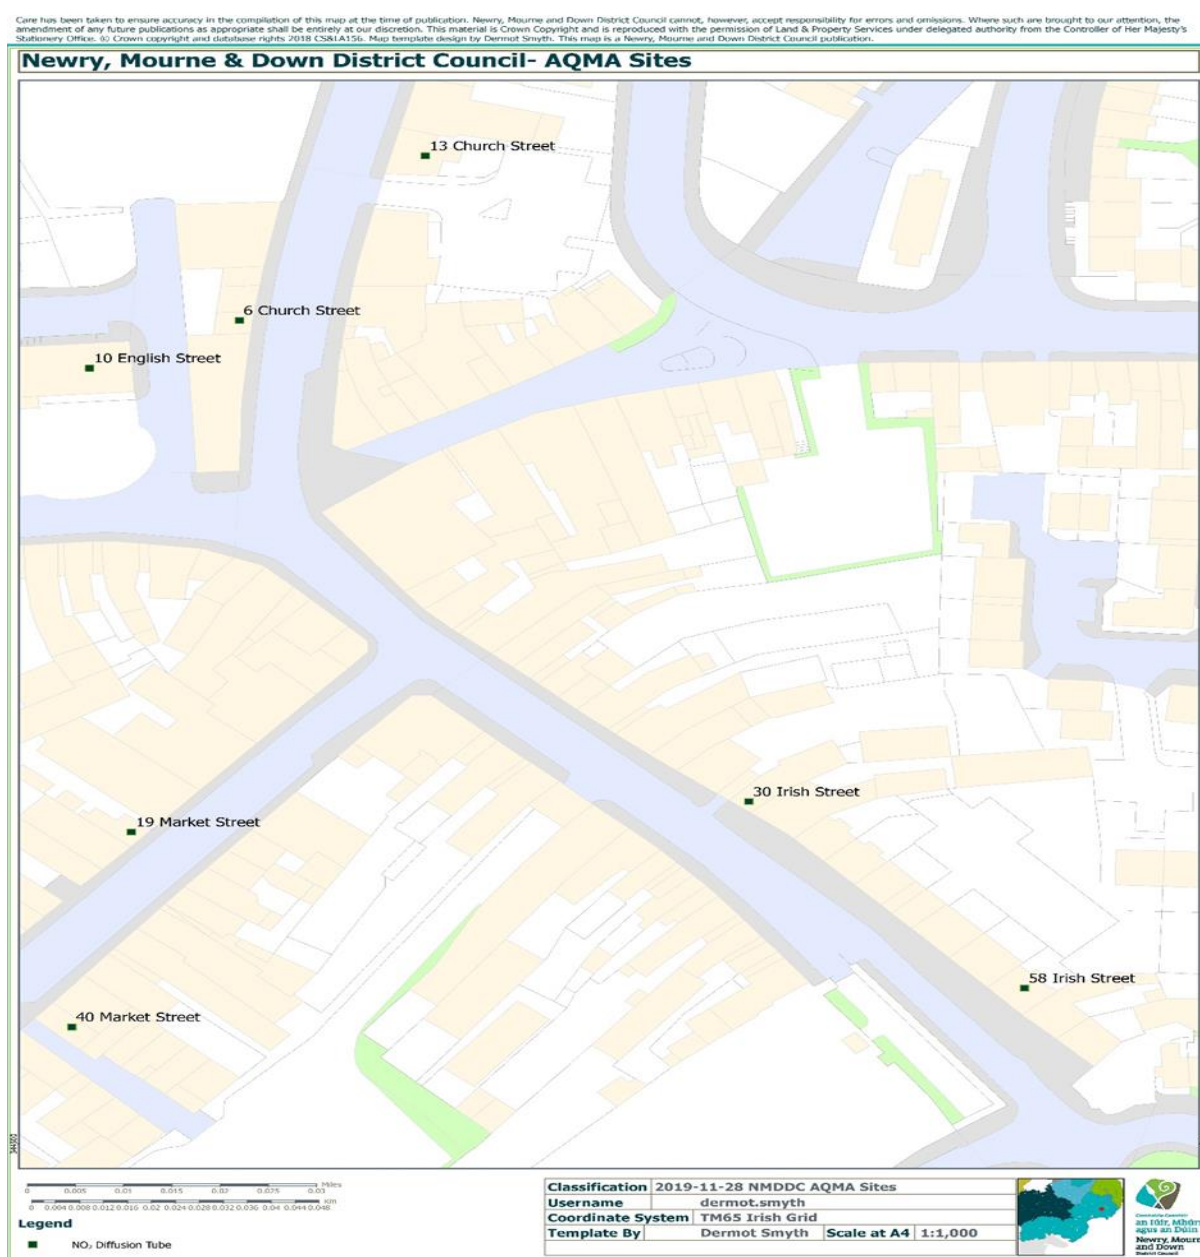 Care has been taken to ensure accuracy in the compilation of this map at the time of publication. Newry, Mourne and Down District Council cannot, however, accept responsibility for errors and omissions. Where such are brought to our attention, the
amendment of any future publications as appropriate shall be entirely at our discretion. This material is Crown Copyright and is reproduced with the permission of Land & Property Services under delegated authority from the Controller of Her Majesty's
Stationery Office. © Crown copyright and database rights 2018 CS&LA156. Map template design by Dermot Smyth. This map is a Newry, Mourne and Down District Council publication.
Newry, Mourne & Down District Council- AQMA Sites
13 Church Street
6 Church Street
10 English Street
30 Irish Street
19 Market Street
58 Irish Street
40 Market Street
Miles
0 0.005 0.01 0.015 0.02 0.025 0.03
km
0 0.004 0.008 0.012 0.016 0.02 0.024 0.028 0.032 0.036 0.04 0.044 0.048
Legend
NO₂ Diffusion Tube
Classification 2019-11-28 NMDDC AQMA Sites
Username dermot.smyth
Coordinate System TM65 Irish Grid
Template By Dermot Smyth Scale at A4 1:1,000
an Iúir, Mhúrn
agus an Dúin
Newry, Mourn
and Down
District Council